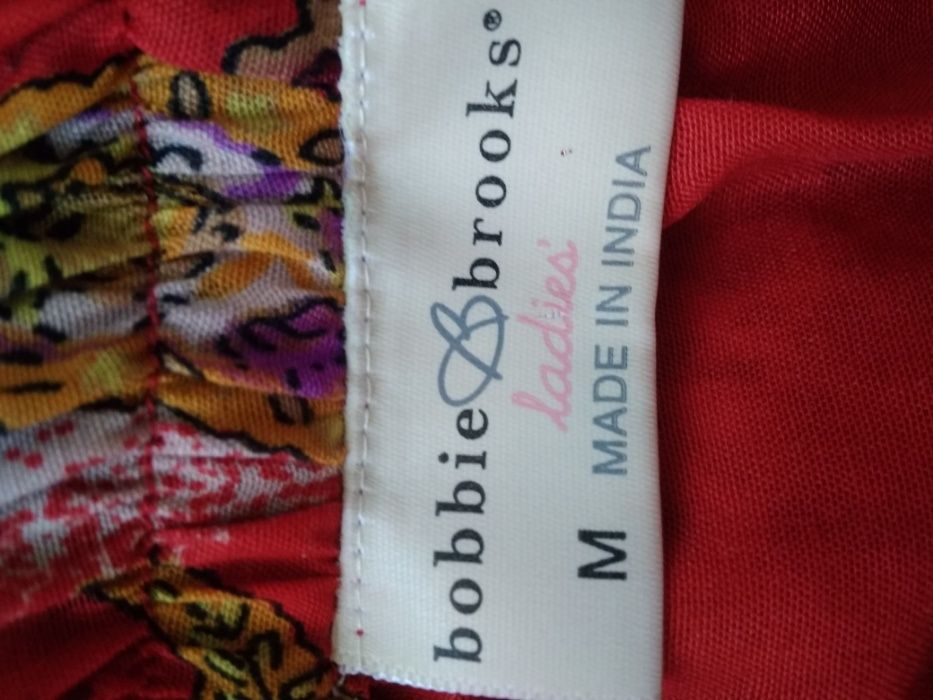 bobbie B brooks®
ladies'
M MADE IN INDIA